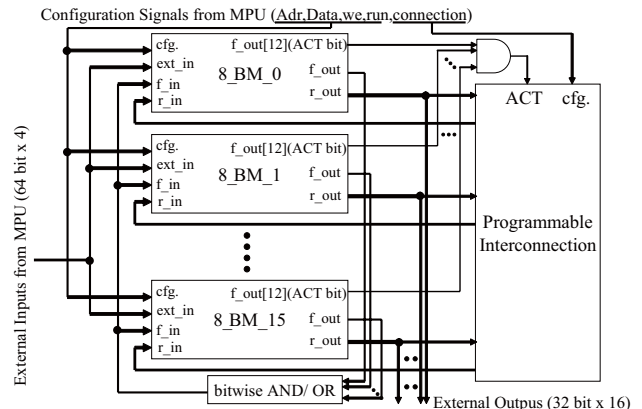 Configuration Signals from MPU (Adr,Data,we,run,connection)
cfg.
ext_in
f_in
r_in
8_BM_0
f_out[12](ACT bit)
f_out
r_out
cfg.
ext_in
f_in
r_in
8_BM_1
f_out[12](ACT bit)
f_out
r_out
cfg.
ext_in
f_in
r_in
8_BM_15
f_out[12](ACT bit)
f_out
r_out
ACT cfg.
Programmable
Interconnection
bitwise AND/ OR
External Inputs from MPU (64 bit x 4)
External Outpus (32 bit x 16)